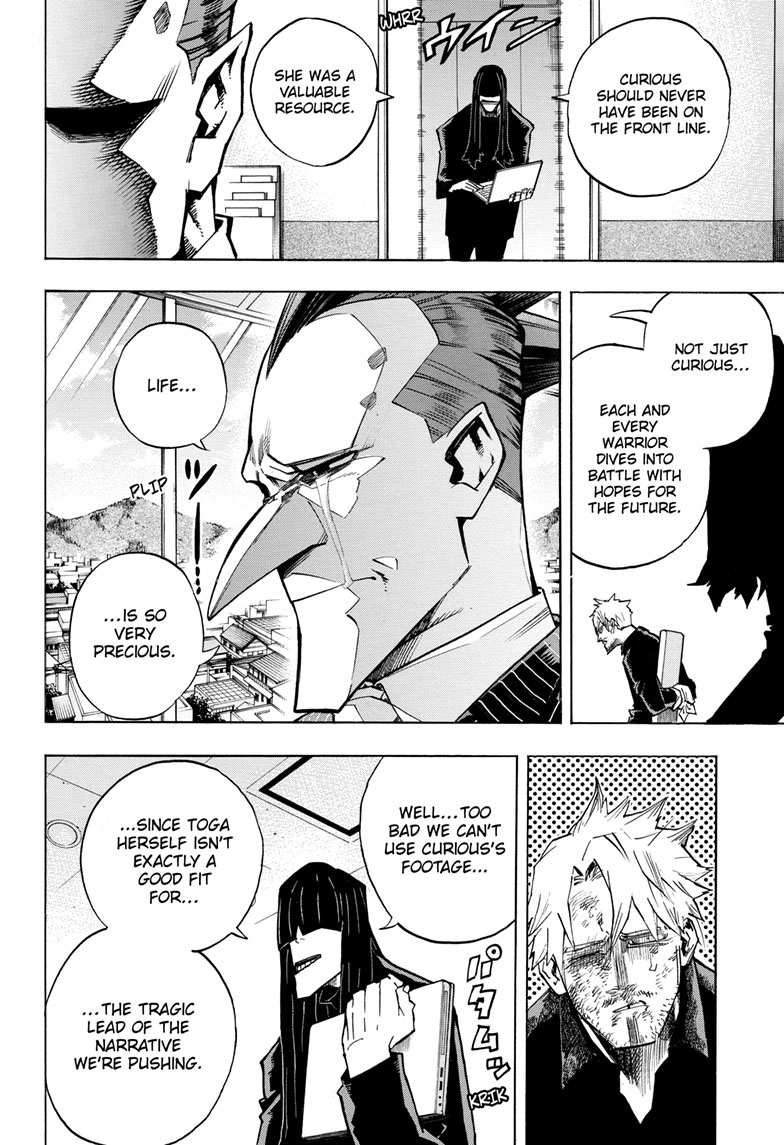 CURIOUS
SHOULD NEVER
HAVE BEEN ON
THE FRONT LINE.
ウイーン
WHRR
SHE WAS A
VALUABLE
RESOURCE.
NOT JUST
CURIOUS...
EACH AND
EVERY
WARRIOR
DIVES INTO
BATTLE WITH
HOPES FOR
THE FUTURE.
LIFE...
PLIP
...IS SO
VERY
PRECIOUS.
WELL...TOO
BAD WE CAN'T
USE CURIOUS'S
FOOTAGE...
パタムッ
KRIK
...SINCE TOGA
HERSELF ISN'T
EXACTLY A
GOOD FIT
FOR...
...THE TRAGIC
LEAD OF THE
NARRATIVE
WE'RE PUSHING.